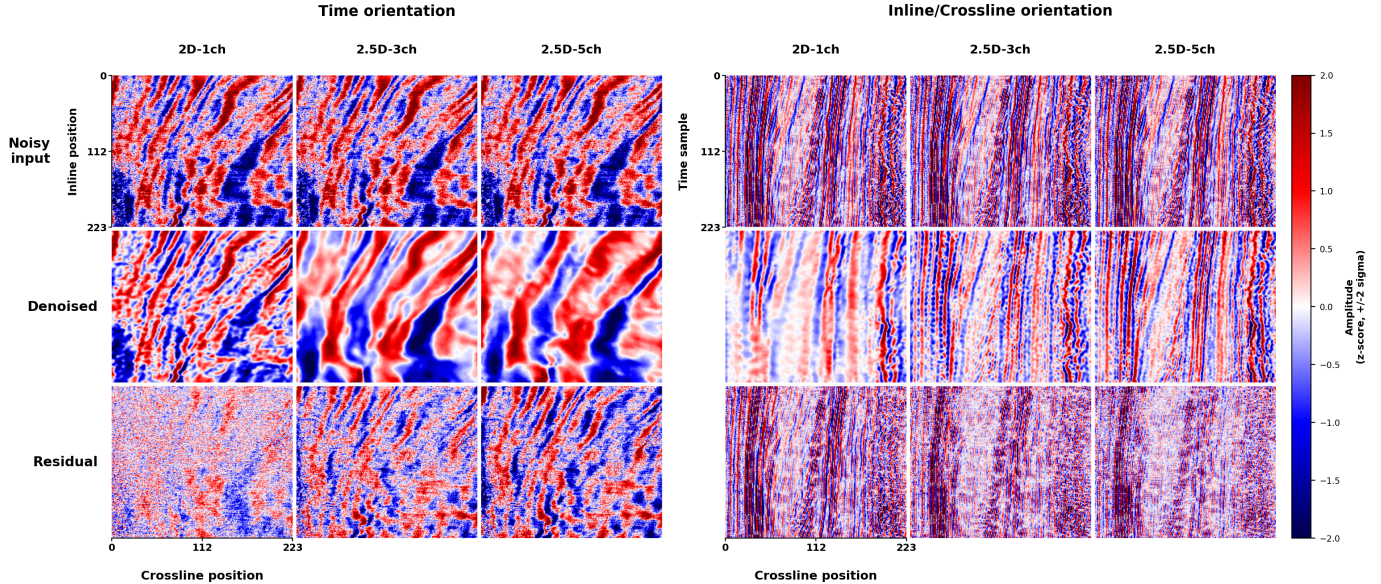 Time orientation
Inline/Crossline orientation
2D-1ch
2.5D-3ch
2.5D-5ch
2D-1ch
2.5D-3ch
2.5D-5ch
Noisy
input
Denoised
Residual
Inline position
0
112
223
Time sample
0
112
223
0
112
223
Crossline position
0
112
223
Crossline position
2.0
1.5
1.0
0.5
0.0
−0.5
−1.0
−1.5
−2.0
Amplitude
(z-score, +/-2 sigma)